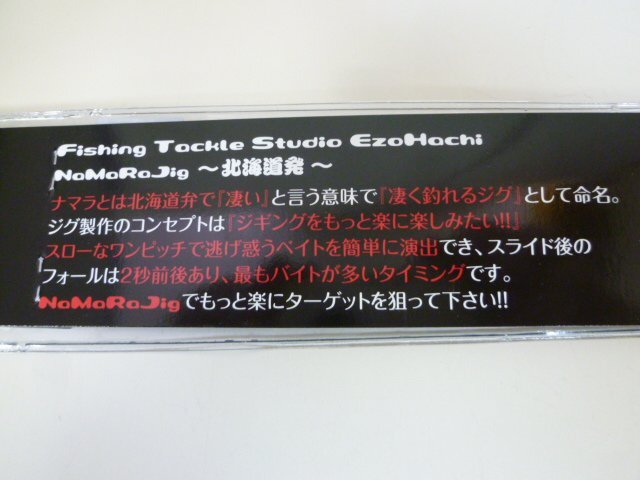 Fishing Tackle Studio EzoHachi
NaMaRaJig ～北海道発～
ナマラとは北海道弁で『凄い』と言う意味で『凄く釣れるジグ』として命名。
ジグ製作のコンセプトは『ジギングをもっと楽に楽しみたい!!』
スローなワンピッチで逃げ惑うベイトを簡単に演出でき、スライド後の
フォールは2秒前後あり、最もバイトが多いタイミングです。
NaMaRaJigでもっと楽にターゲットを狙って下さい!!